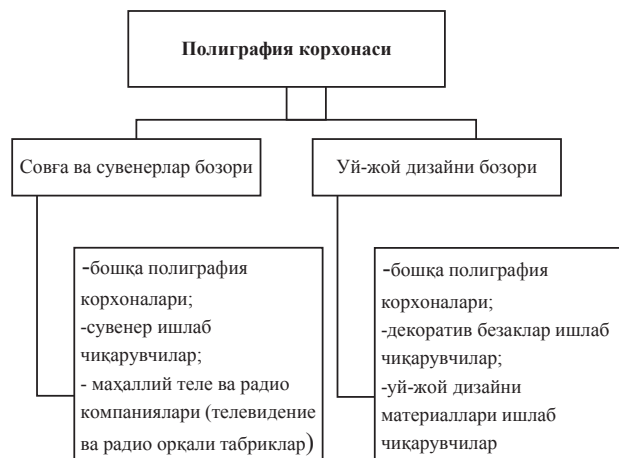 Полиграфия корхонаси
Совға ва сувенерлар бозори
Уй-жой дизайни бозори
-бошқа полиграфия
корхоналари;
-сувенер ишлаб
чиқарувчилар;
- маҳаллий теле ва радио
компаниялари (телевидение
ва радио орқали табриклар)
-бошқа полиграфия
корхоналари;
-декоратив безаклар ишлаб
чиқарувчилар;
-уй-жой дизайни
материаллари ишлаб
чиқарувчилар